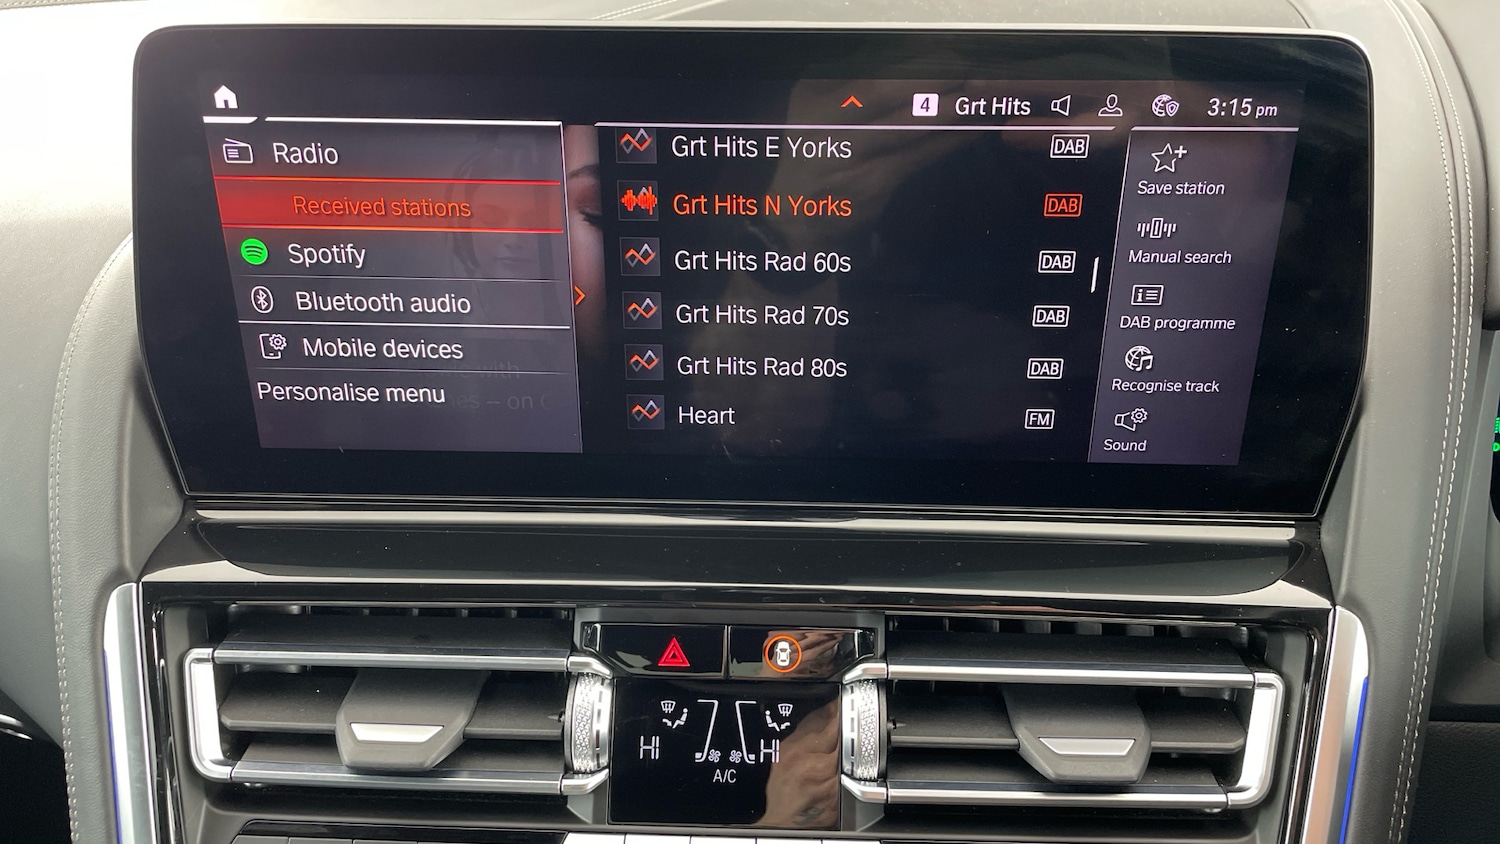 4 Grt Hits 3:15 pm
Radio
Received stations
Spotify
Bluetooth audio
Mobile devices
Personalise menu
Grt Hits E Yorks DAB
Grt Hits N Yorks DAB
Grt Hits Rad 60s DAB
Grt Hits Rad 70s DAB
Grt Hits Rad 80s DAB
Heart FM
Save station
Manual search
DAB programme
Recognise track
Sound
HI HI
A/C